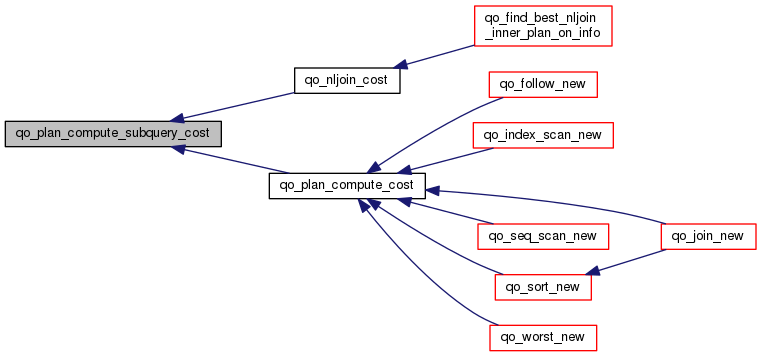 qo_find_best_nljoin
_inner_plan_on_info
qo_nljoin_cost
qo_follow_new
qo_plan_compute_subquery_cost
qo_index_scan_new
qo_plan_compute_cost
qo_seq_scan_new
qo_join_new
qo_sort_new
qo_worst_new